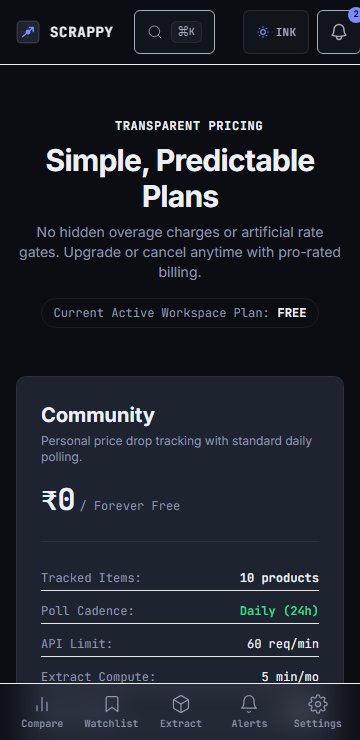 SCRAPPY
⌘K
INK
2
TRANSPARENT PRICING
Simple, Predictable
Plans
No hidden overage charges or artificial rate
gates. Upgrade or cancel anytime with pro-rated
billing.
Current Active Workspace Plan: FREE
Community
Personal price drop tracking with standard daily
polling.
₹0 / Forever Free
Tracked Items: 10 products
Poll Cadence: Daily (24h)
API Limit: 60 req/min
Extract Compute: 5 min/mo
Compare Watchlist Extract Alerts Settings